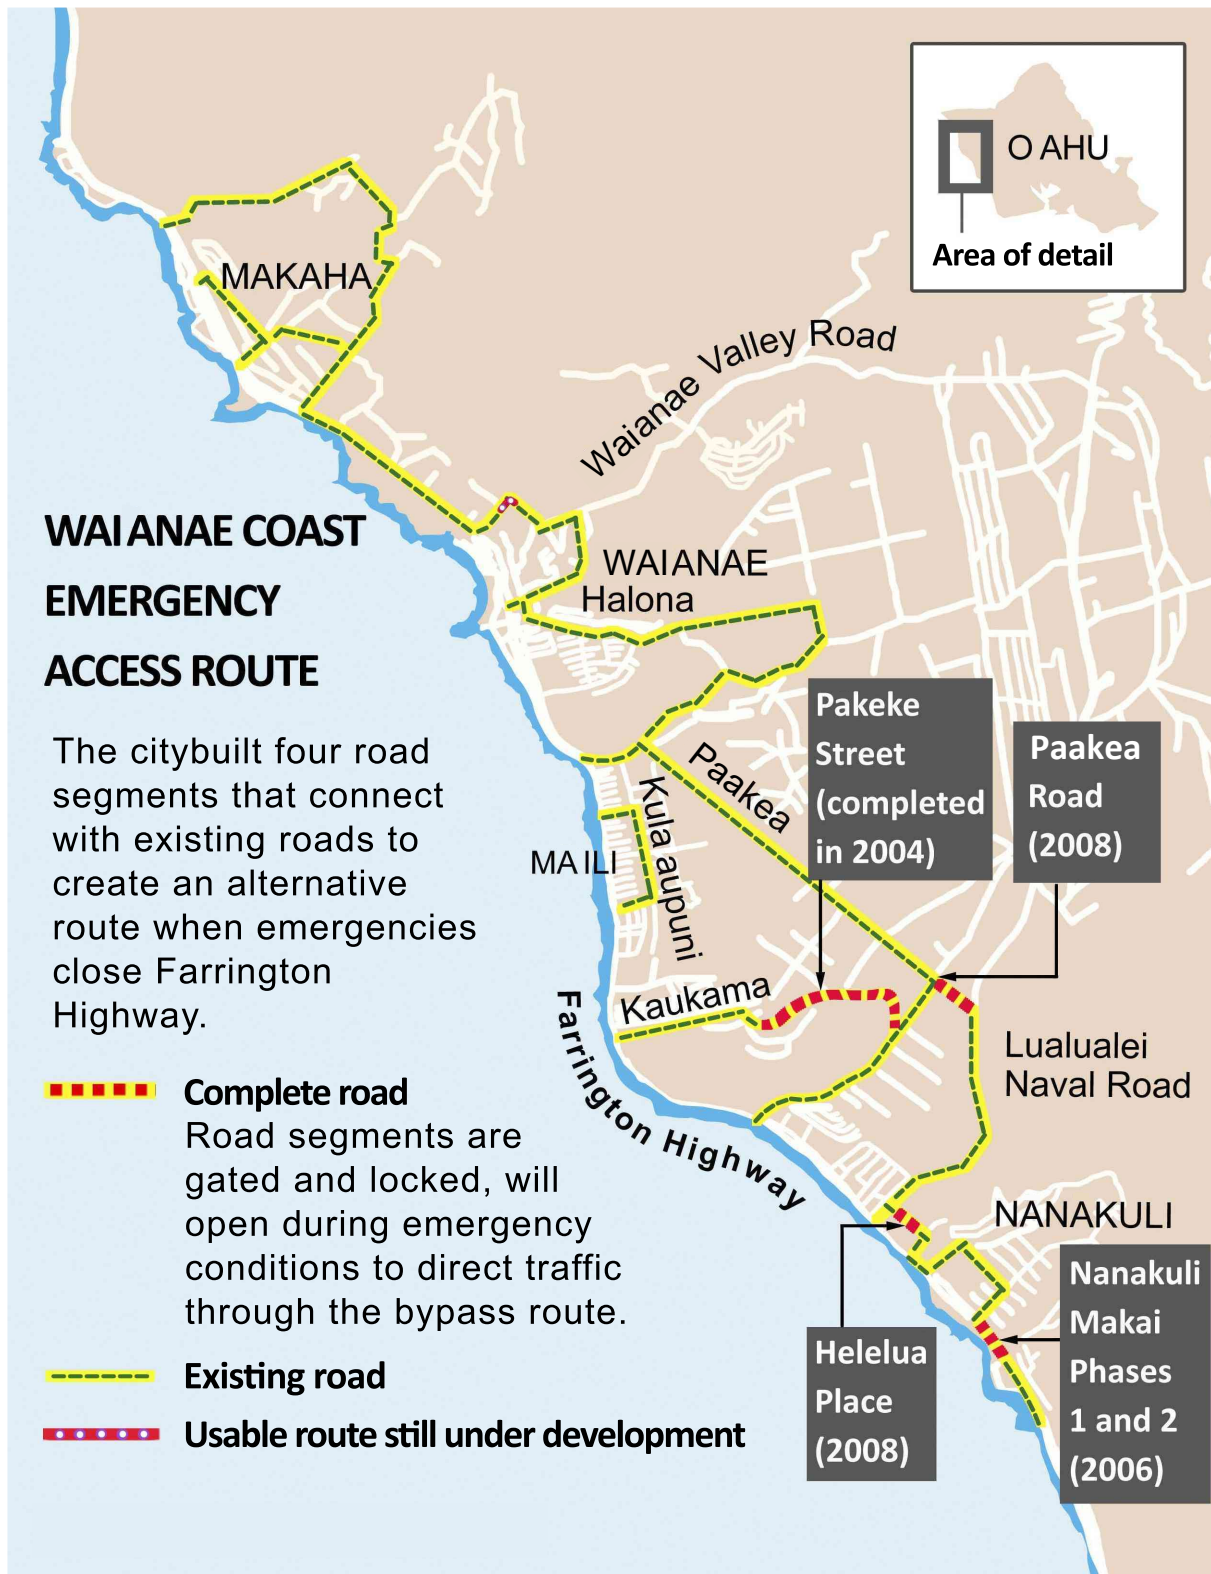 O AHU
Area of detail
MAKAHA
Waianae Valley Road
WAIANAE COAST
EMERGENCY
ACCESS ROUTE
The citybuilt four road
segments that connect
with existing roads to
create an alternative
route when emergencies
close Farrington
Highway.
WAIANAE
Halona
Paakea
Kula aupuni
MA ILI
Kaukama
Farrington Highway
Pakeke
Street
(completed
in 2004)
Paakea
Road
(2008)
Lualualei
Naval Road
NANAKULI
Helelua
Place
(2008)
Nanakuli
Makai
Phases
1 and 2
(2006)
Complete road
Road segments are
gated and locked, will
open during emergency
conditions to direct traffic
through the bypass route.
Existing road
Usable route still under development